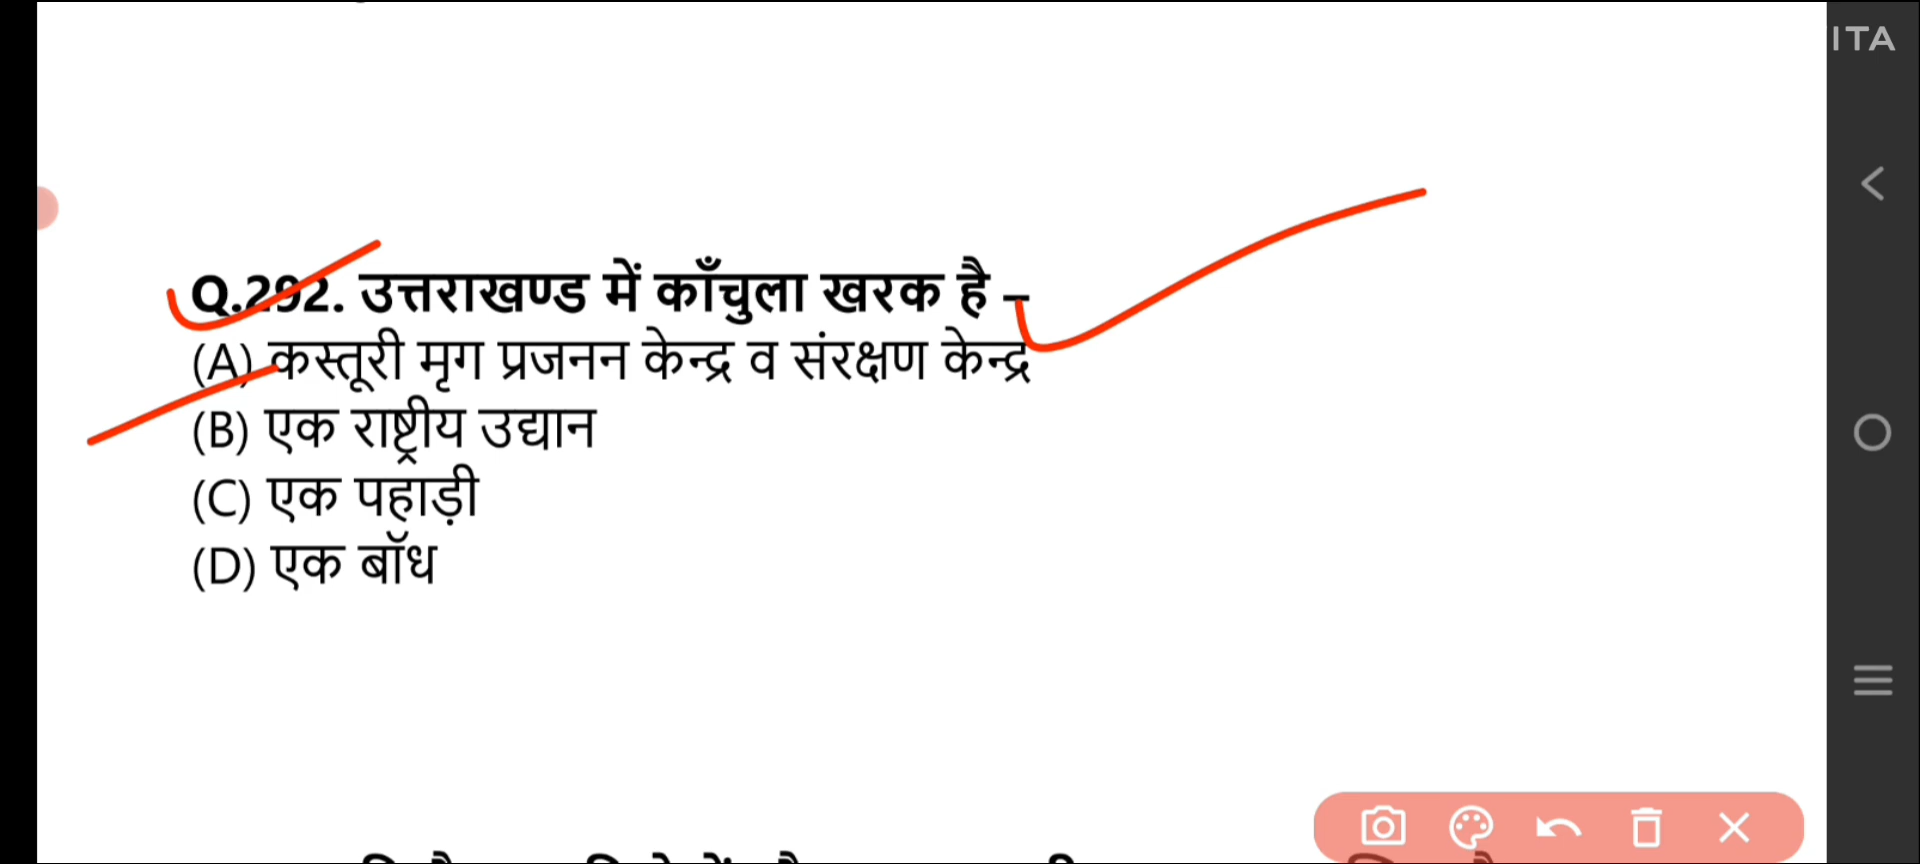 ITA
Q.292. उत्तराखण्ड में काँचुला खरक है –
(A) कस्तूरी मृग प्रजनन केन्द्र व संरक्षण केन्द्र
(B) एक राष्ट्रीय उद्यान
(C) एक पहाड़ी
(D) एक बाॅंध